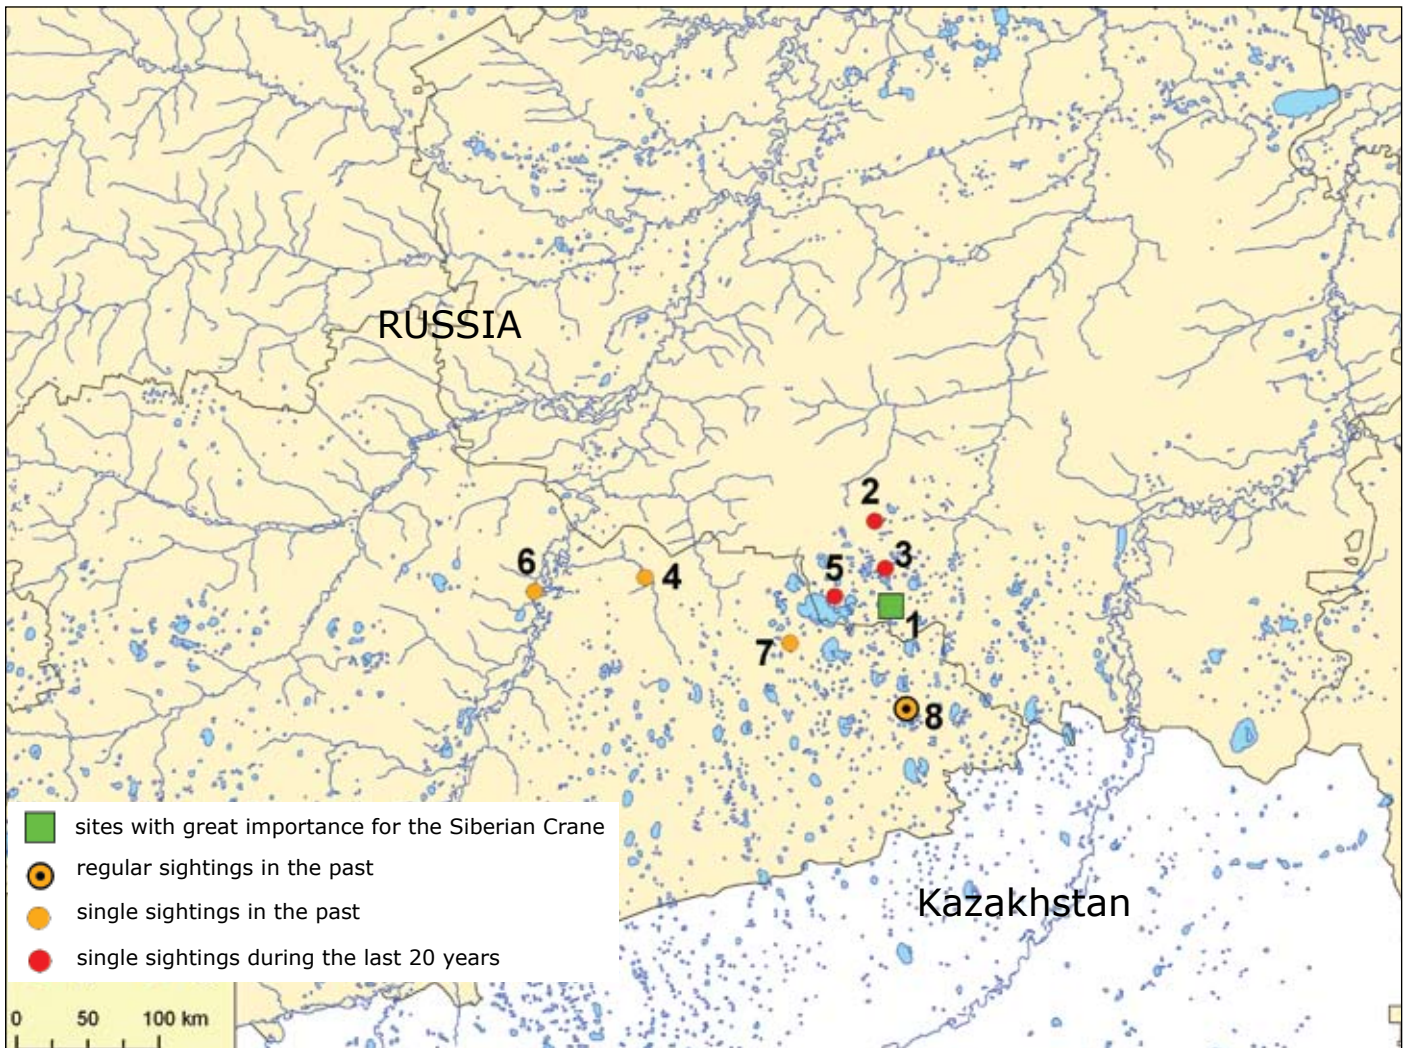 RUSSIA
2
3
6
4
5
1
7
8
sites with great importance for the Siberian Crane
regular sightings in the past
Kazakhstan
single sightings in the past
single sightings during the last 20 years
0 50 100 km